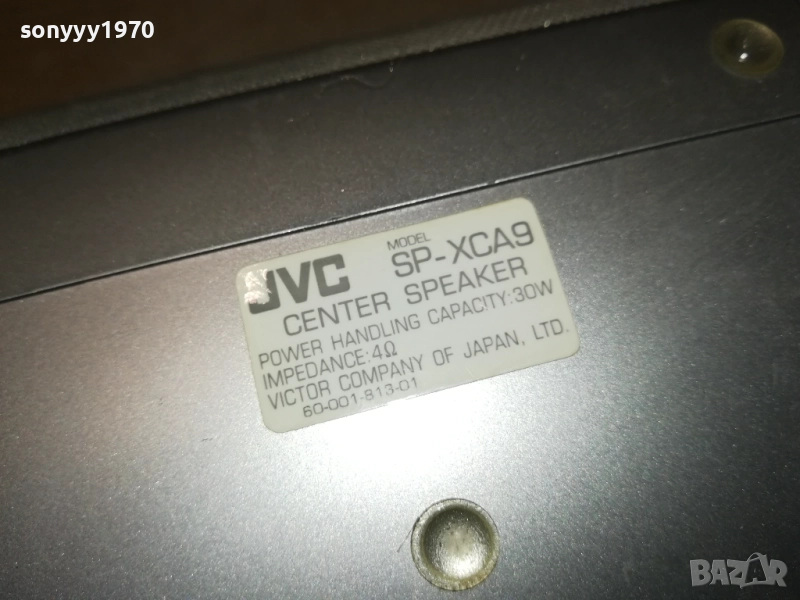 sonyyy1970
JVC MODEL SP-XCA9
CENTER SPEAKER
POWER HANDLING CAPACITY:30W
IMPEDANCE:4Ω
VICTOR COMPANY OF JAPAN, LTD.
60-001-813-01
BAZAR